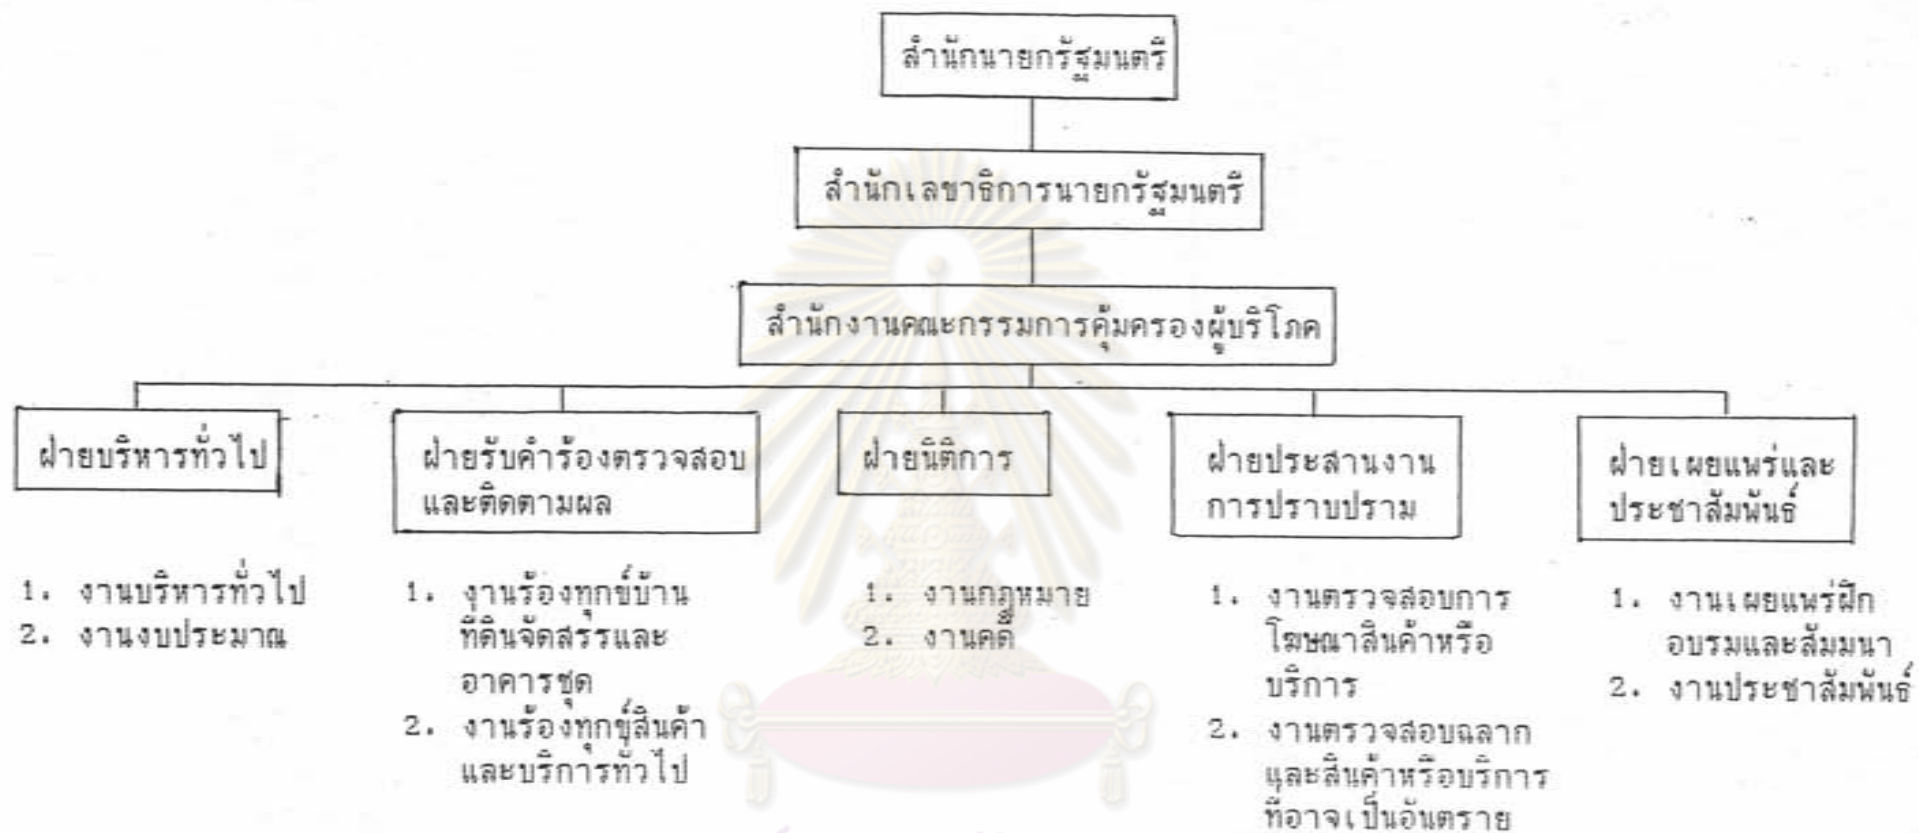 สำนักนายกรัฐมนตรี
สำนักเลขาธิการนายกรัฐมนตรี
สำนักงานคณะกรรมการคุ้มครองผู้บริโภค
ฝ่ายบริหารทั่วไป
1. งานบริหารทั่วไป
2. งานงบประมาณ
ฝ่ายรับคำร้องตรวจสอบ
และติดตามผล
1. งานร้องทุกข์บ้าน
ที่ดินจัดสรรและ
อาคารชุด
2. งานร้องทุกข์สินค้า
และบริการทั่วไป
ฝ่ายนิติการ
1. งานกฎหมาย
2. งานคดี
ฝ่ายประสานงาน
การปราบปราม
1. งานตรวจสอบการ
โฆษณาสินค้าหรือ
บริการ
2. งานตรวจสอบฉลาก
และสินค้าหรือบริการ
ที่อาจเป็นอันตราย
ฝ่ายเผยแพร่และ
ประชาสัมพันธ์
1. งานเผยแพร่ฝึก
อบรมและสัมมนา
2. งานประชาสัมพันธ์